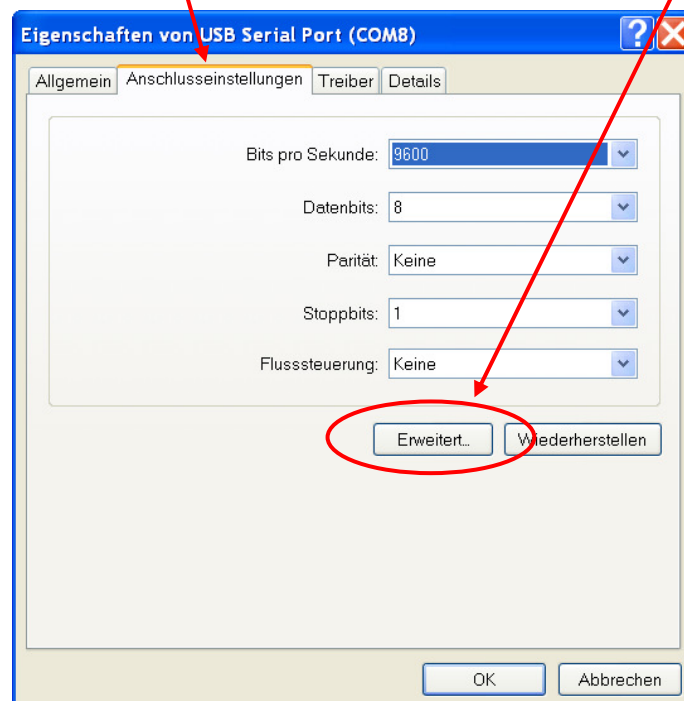 Eigenschaften von USB Serial Port (COM8)
Allgemein Anschlusseinstellungen Treiber Details
Bits pro Sekunde: 9600
Datenbits: 8
Parität: Keine
Stoppbits: 1
Flusssteuerung: Keine
Erweitert... Wiederherstellen
OK Abbrechen